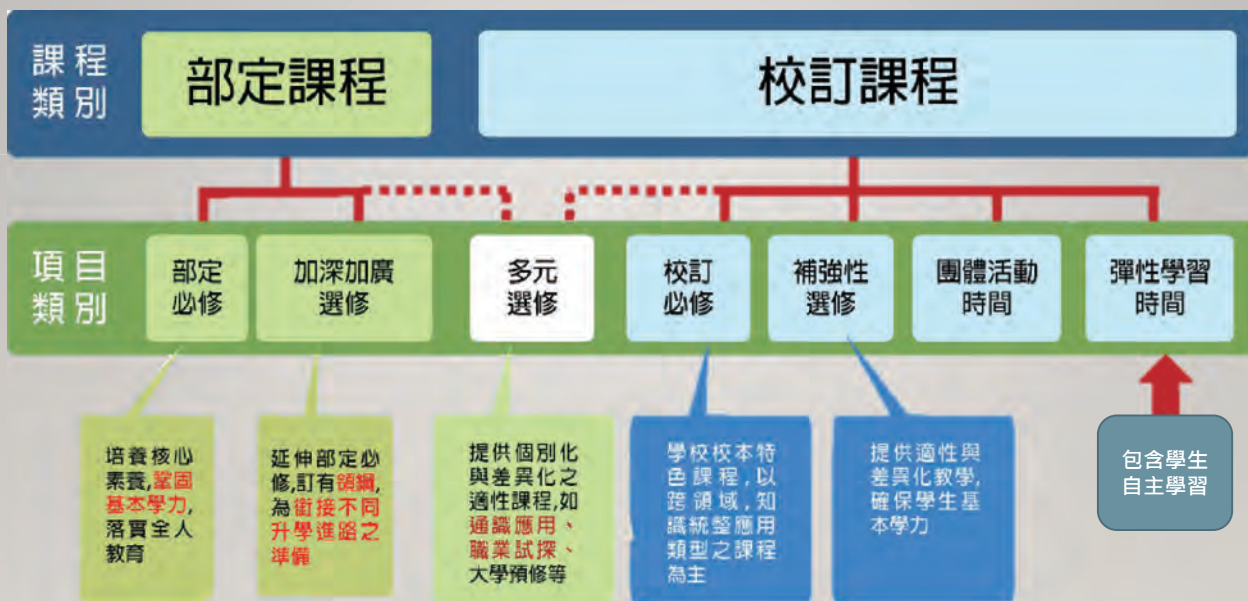 課程
類別
部定課程
校訂課程
項目
類別
部定
必修
加深加廣
選修
多元
選修
校訂
必修
補強性
選修
團體活動
時間
彈性學習
時間
培養核心
素養,鞏固
基本學力,
落實全人
教育
延伸部定必
修,訂有領綱,
為銜接不同
升學進路之
準備
提供個別化
與差異化之
適性課程,如
通識應用、
職業試探、
大學預修等
學校校本特
色課程,以
跨領域,知
識統整應用
類型之課程
為主
提供適性與
差異化教學,
確保學生基
本學力
包含學生
自主學習